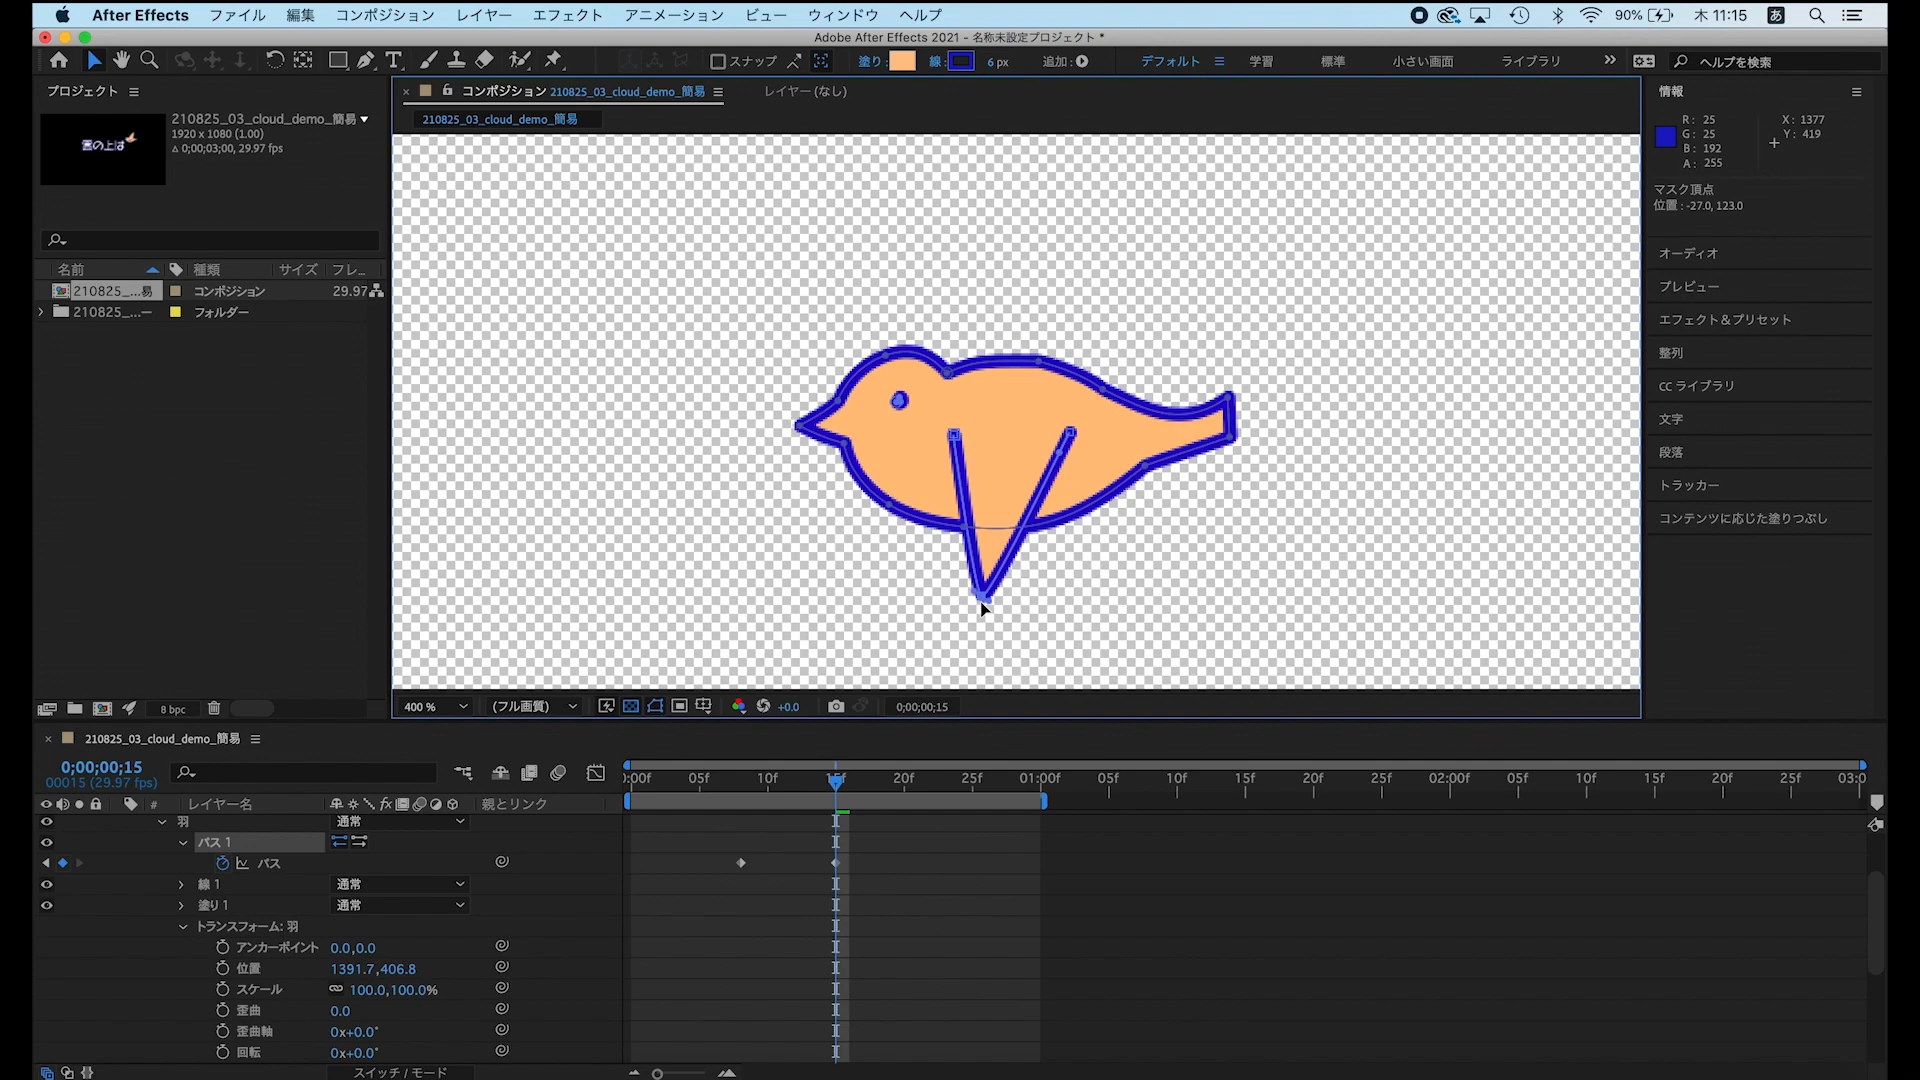 After Effects ファイル 編集 コンポジション レイヤー エフェクト アニメーション ビュー ウィンドウ ヘルプ 90% 木 11:15 あ
Adobe After Effects 2021 - 名称未設定プロジェクト *
スナップ 塗り: 線: 6 px 追加: デフォルト 学習 標準 小さい画面 ライブラリ ヘルプを検索
プロジェクト
210825_03_cloud_demo_簡易
1920 x 1080 (1.00)
Δ 0;00;03;00, 29.97 fps
雲の上は
名前 種類 サイズ フレ...
210825_...易 コンポジション 29.97
210825_...ー フォルダー
8 bpc
コンポジション 210825_03_cloud_demo_簡易 レイヤー (なし)
210825_03_cloud_demo_簡易
400 % (フル画質) +0.0 0;00;00;15
情報
R: 25
G: 25
B: 192
A: 255
X: 1377
Y: 419
マスク頂点
位置 : -27.0, 123.0
オーディオ
プレビュー
エフェクト＆プリセット
整列
CC ライブラリ
文字
段落
トラッカー
コンテンツに応じた塗りつぶし
210825_03_cloud_demo_簡易
0;00;00;15
00015 (29.97 fps)
# レイヤー名 fx 親とリンク
:00f 05f 10f 15f 20f 25f 01:00f 05f 10f 15f 20f 25f 02:00f 05f 10f 15f 20f 25f 03:0
羽 通常
パス 1
パス
線 1 通常
塗り 1 通常
トランスフォーム: 羽
アンカーポイント 0.0,0.0
位置 1391.7,406.8
スケール 100.0,100.0%
歪曲 0.0
歪曲軸 0x+0.0°
回転 0x+0.0°
スイッチ / モード